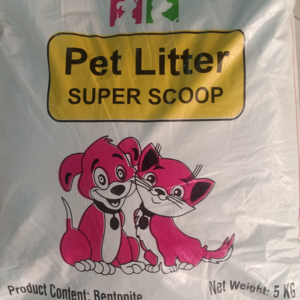 Pet Litter
SUPER SCOOP
Product Content: Bentonite
Net Weight: 5 KG